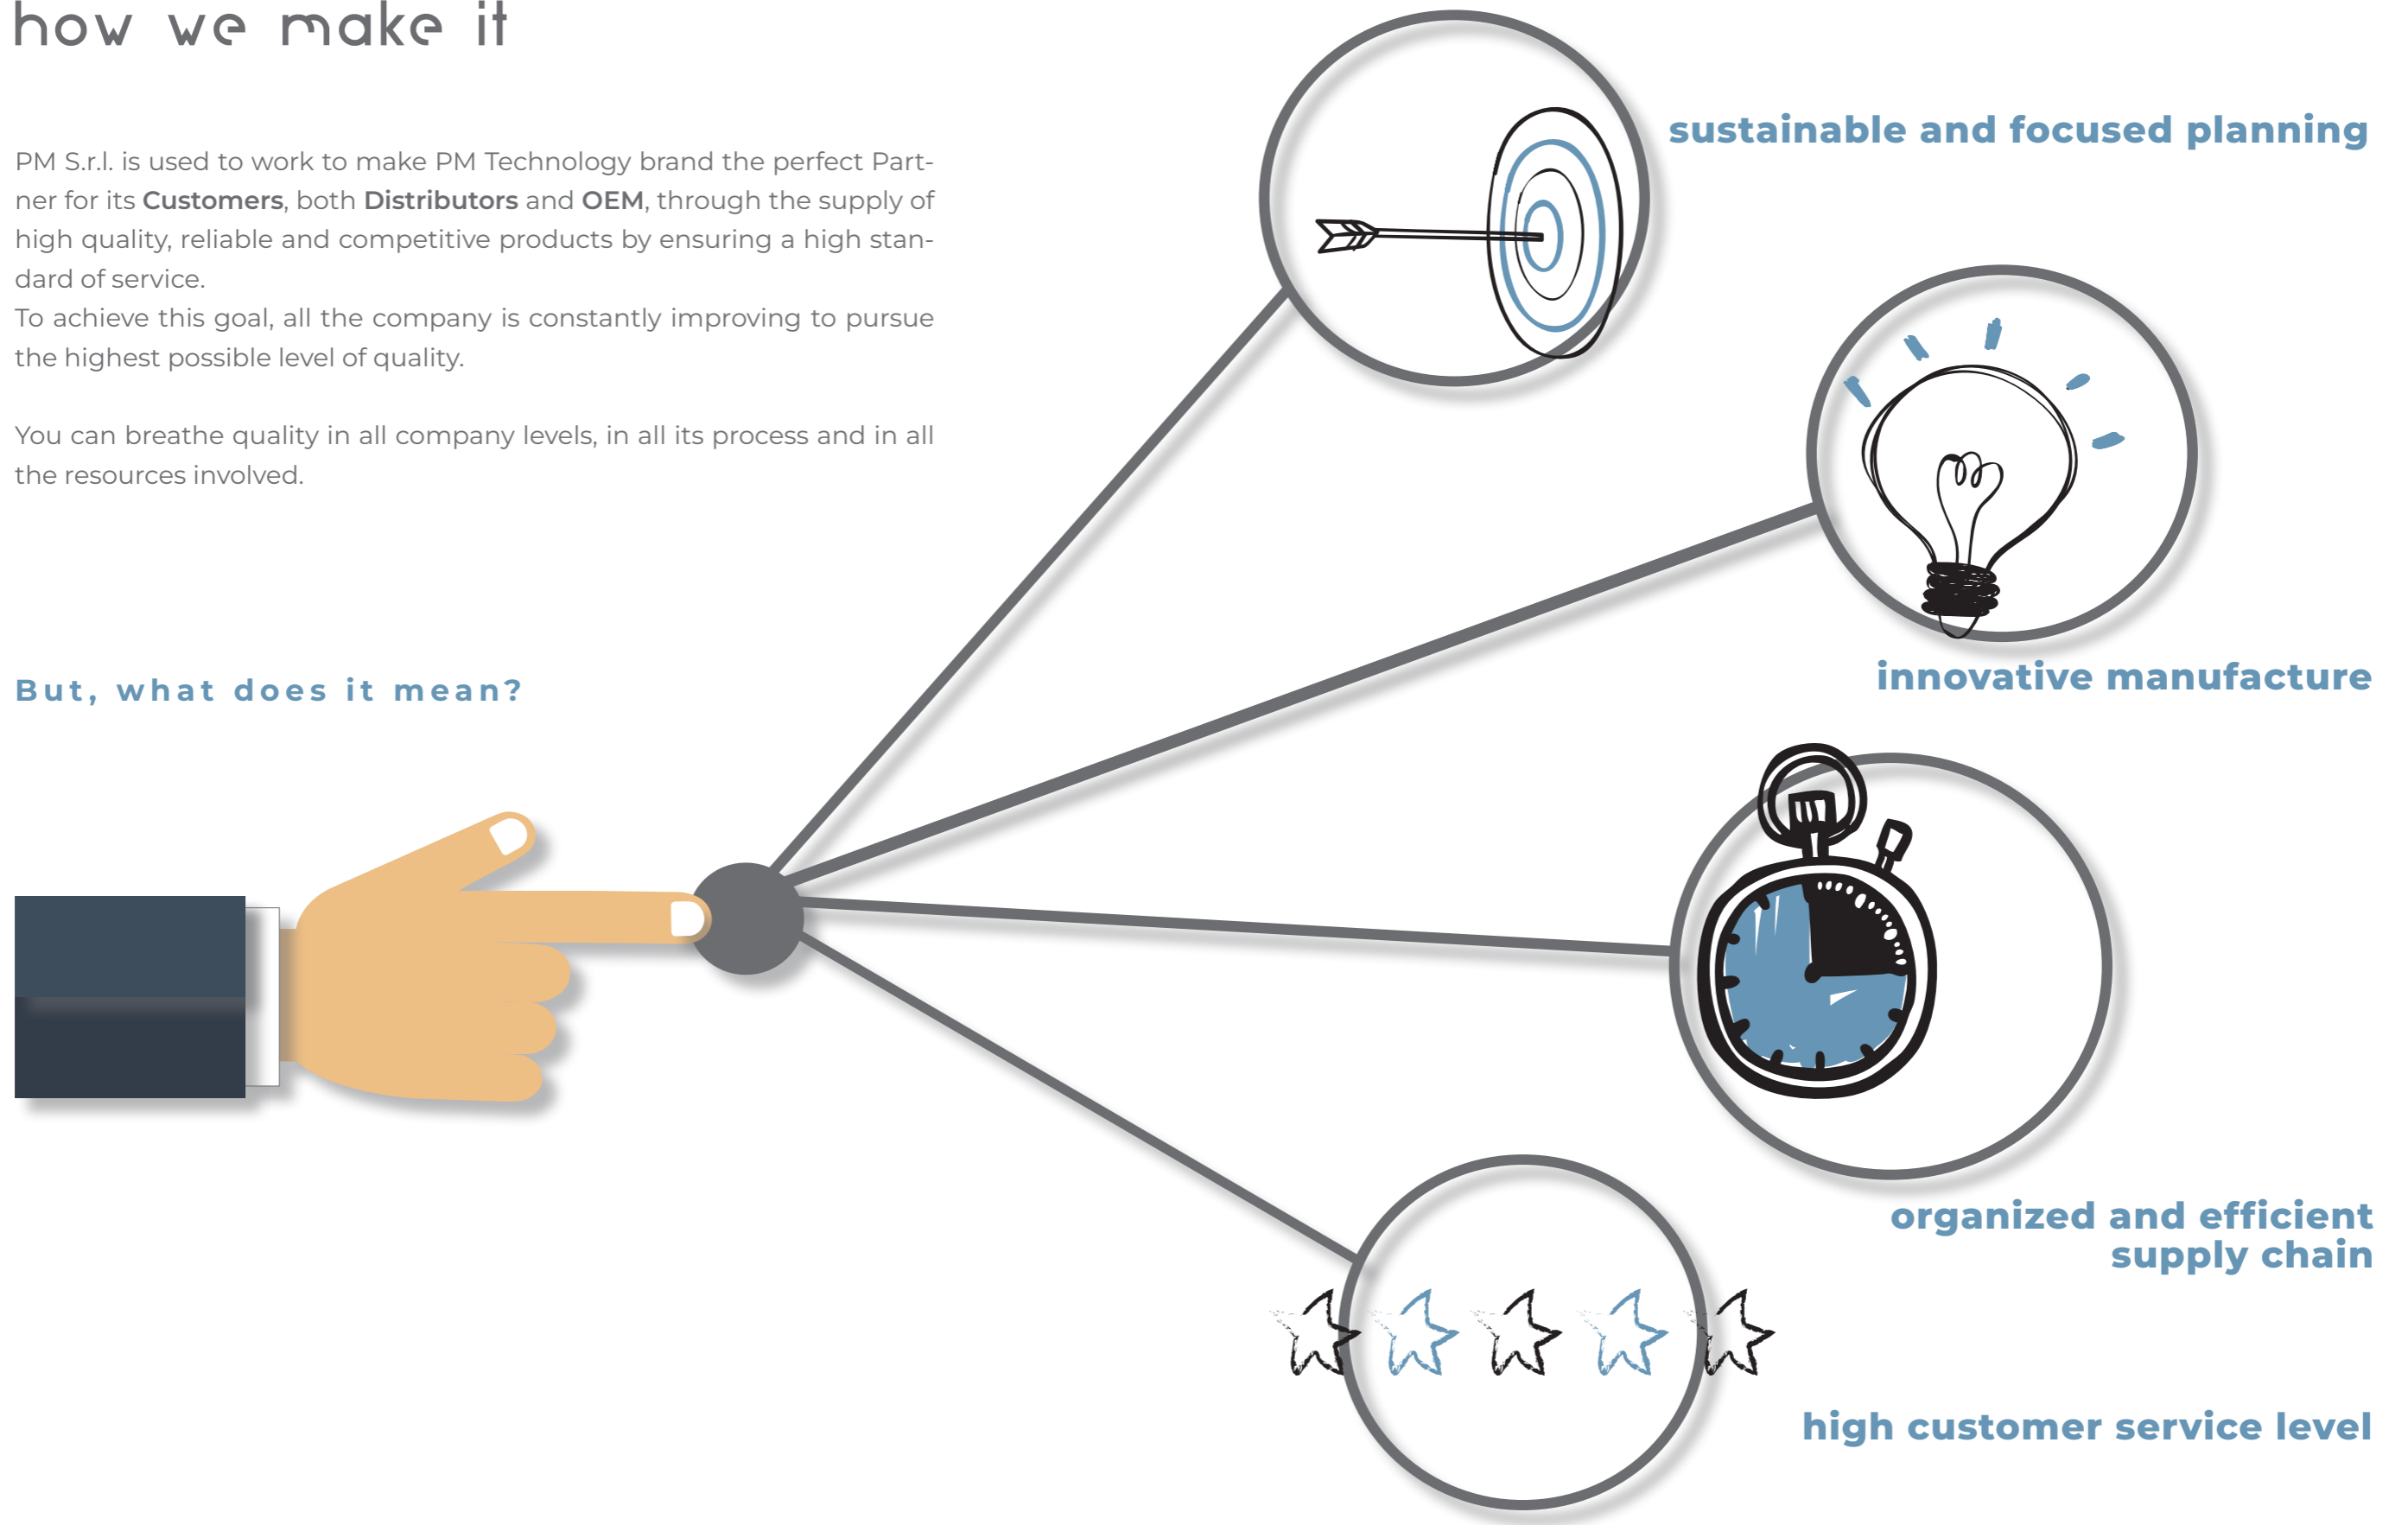 how we make it
PM S.r.l. is used to work to make PM Technology brand the perfect Part-
ner for its Customers, both Distributors and OEM, through the supply of
high quality, reliable and competitive products by ensuring a high stan-
dard of service.
To achieve this goal, all the company is constantly improving to pursue
the highest possible level of quality.
You can breathe quality in all company levels, in all its process and in all
the resources involved.
But, what does it mean?
sustainable and focused planning
innovative manufacture
organized and efficient
supply chain
high customer service level